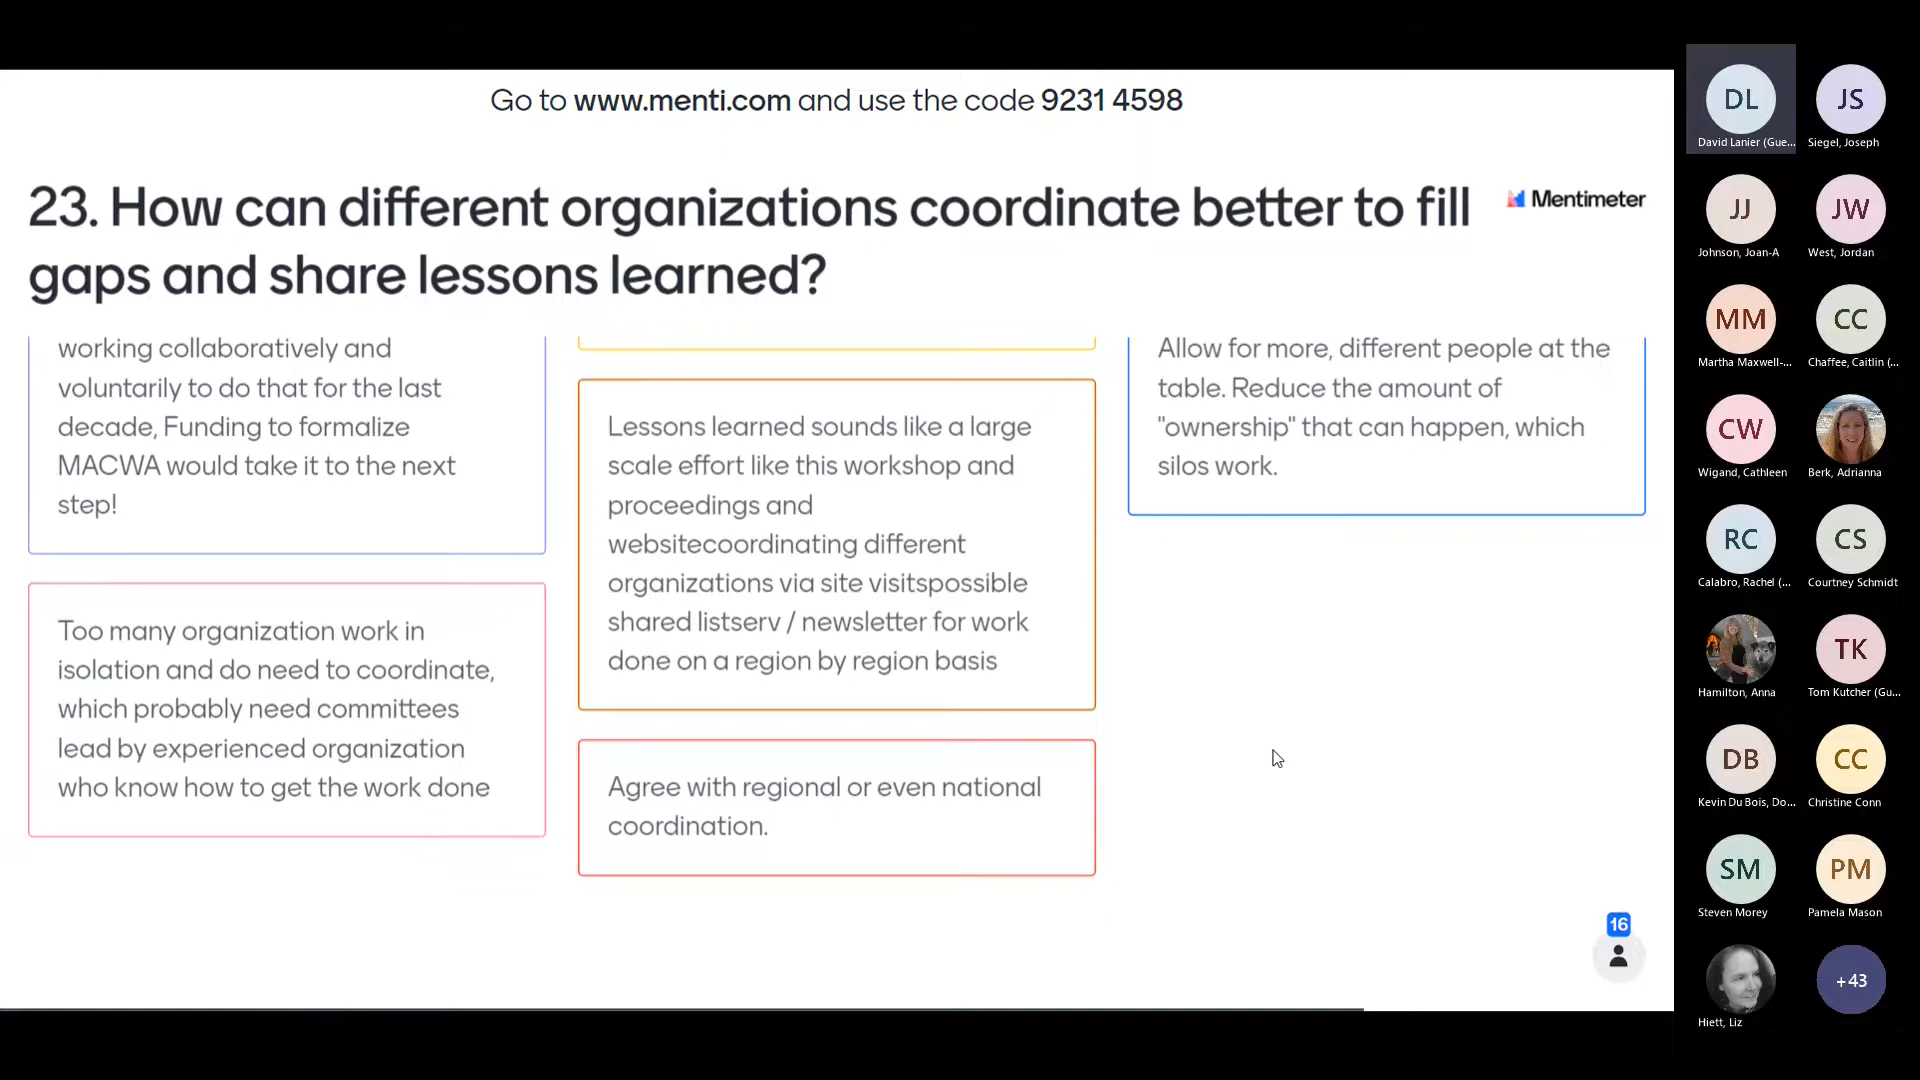 Go to www.menti.com and use the code 9231 4598
23. How can different organizations coordinate better to fill
gaps and share lessons learned?
Mentimeter
working collaboratively and
voluntarily to do that for the last
decade, Funding to formalize
MACWA would take it to the next
step!
Too many organization work in
isolation and do need to coordinate,
which probably need committees
lead by experienced organization
who know how to get the work done
Lessons learned sounds like a large
scale effort like this workshop and
proceedings and
websitecoordinating different
organizations via site visitspossible
shared listserv / newsletter for work
done on a region by region basis
Agree with regional or even national
coordination.
Allow for more, different people at the
table. Reduce the amount of
"ownership" that can happen, which
silos work.
16
DL
David Lanier (Gue...
JS
Siegel, Joseph
JJ
Johnson, Joan-A
JW
West, Jordan
MM
Martha Maxwell-...
CC
Chaffee, Caitlin (...
CW
Wigand, Cathleen
Berk, Adrianna
RC
Calabro, Rachel (...
CS
Courtney Schmidt
Hamilton, Anna
TK
Tom Kutcher (Gu...
DB
Kevin Du Bois, Do...
CC
Christine Conn
SM
Steven Morey
PM
Pamela Mason
Hiett, Liz
+43